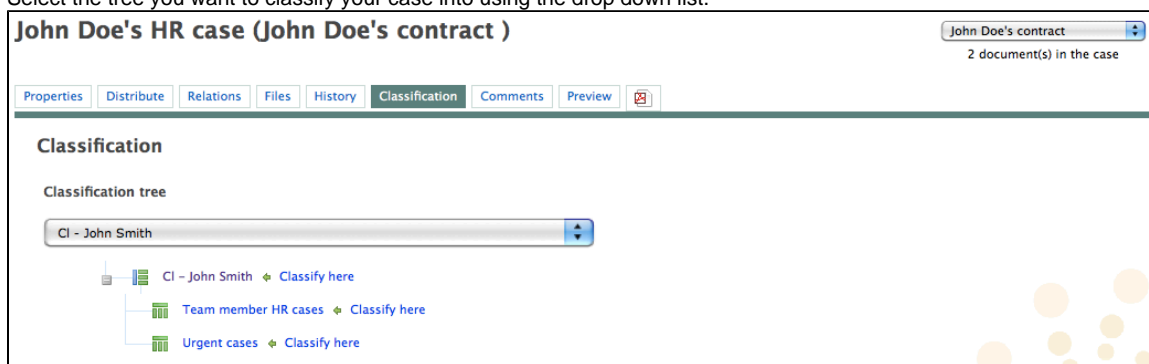 Select the tree you want to classify your case into using the drop down list.
John Doe's HR case (John Doe's contract )
John Doe's contract
2 document(s) in the case
Properties Distribute Relations Files History Classification Comments Preview
Classification
Classification tree
Cl - John Smith
Cl - John Smith Classify here
Team member HR cases Classify here
Urgent cases Classify here